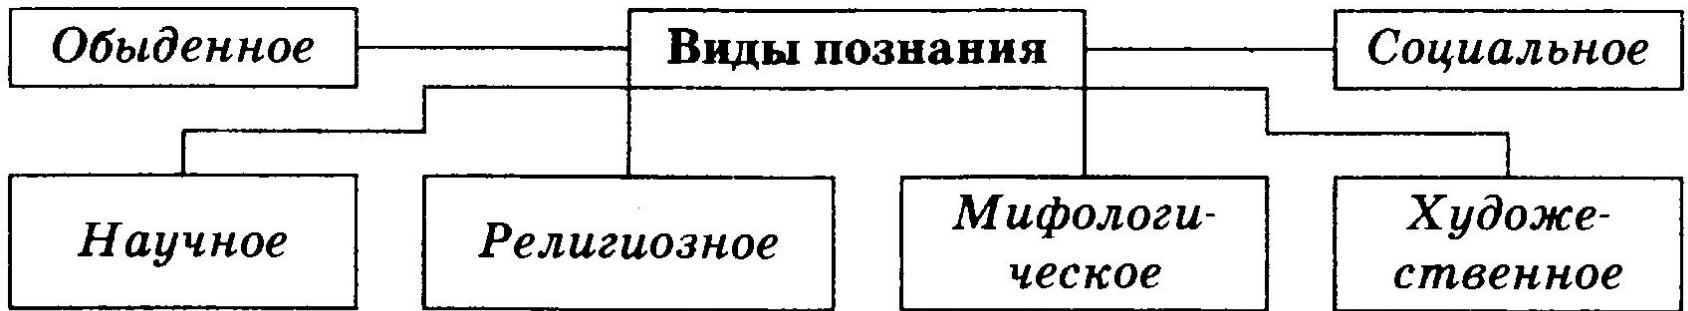 Обыденное
Виды познания
Социальное
Научное
Религиозное
Мифологи-
ческое
Художе-
ственное